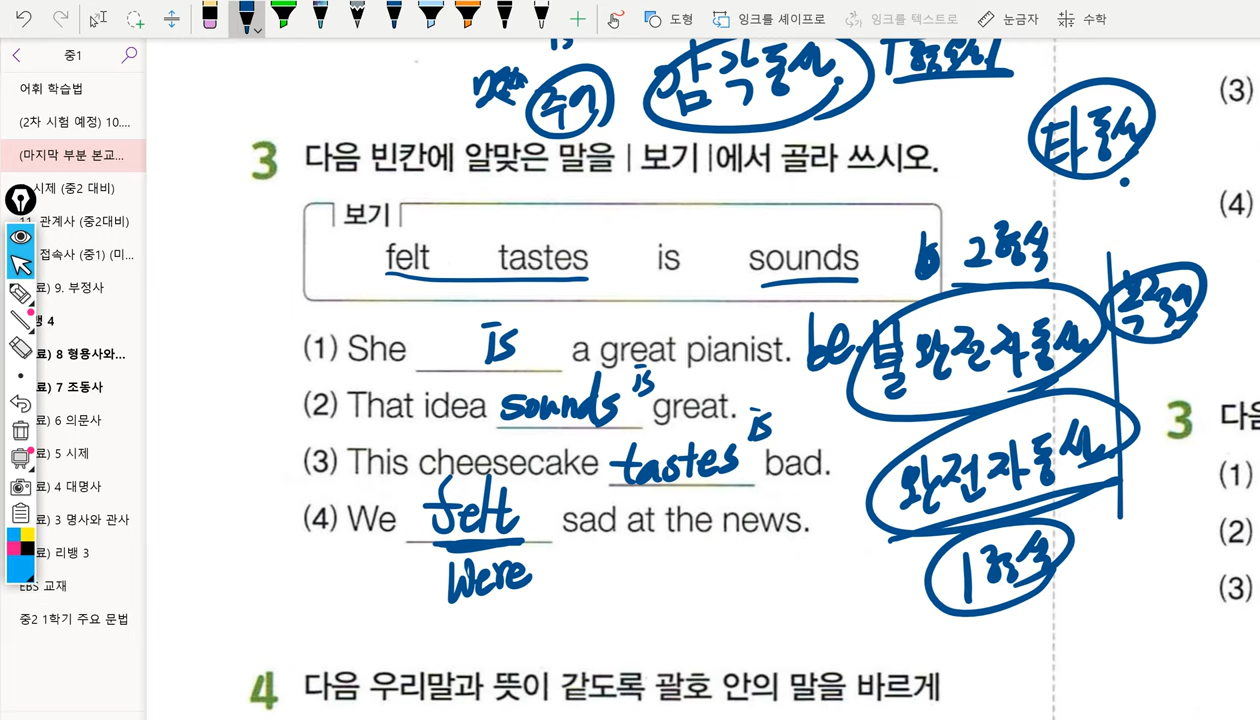 도형
잉크를 셰이프로
잉크를 텍스트로
눈금자
수학
중1
어휘 학습법
(2차 시험 예정) 10....
(마지막 부분 본교...
시제 (중2 대비)
11. 관계사 (중2대비)
접속사 (중1) (미...
료) 9. 부정사
뱅 4
료) 8 형용사와...
료) 7 조동사
료) 6 의문사
료) 5 시제
료) 4 대명사
료) 3 명사와 관사
료) 리뱅 3
EBS 교재
중2 1학기 주요 문법
is
주어
감각동사
타동사
3 다음 빈칸에 알맞은 말을 | 보기 |에서 골라 쓰시오.
보기
felt tastes is sounds
2형식
(1) She is a great pianist.
be
불완전자동사
is
(2) That idea sounds great.
is
(3) This cheesecake tastes bad.
완전자동사
(4) We felt sad at the news.
were
1형식
4 다음 우리말과 뜻이 같도록 괄호 안의 말을 바르게
(3)
(4)
3 다음
(1)
(2)
(3)